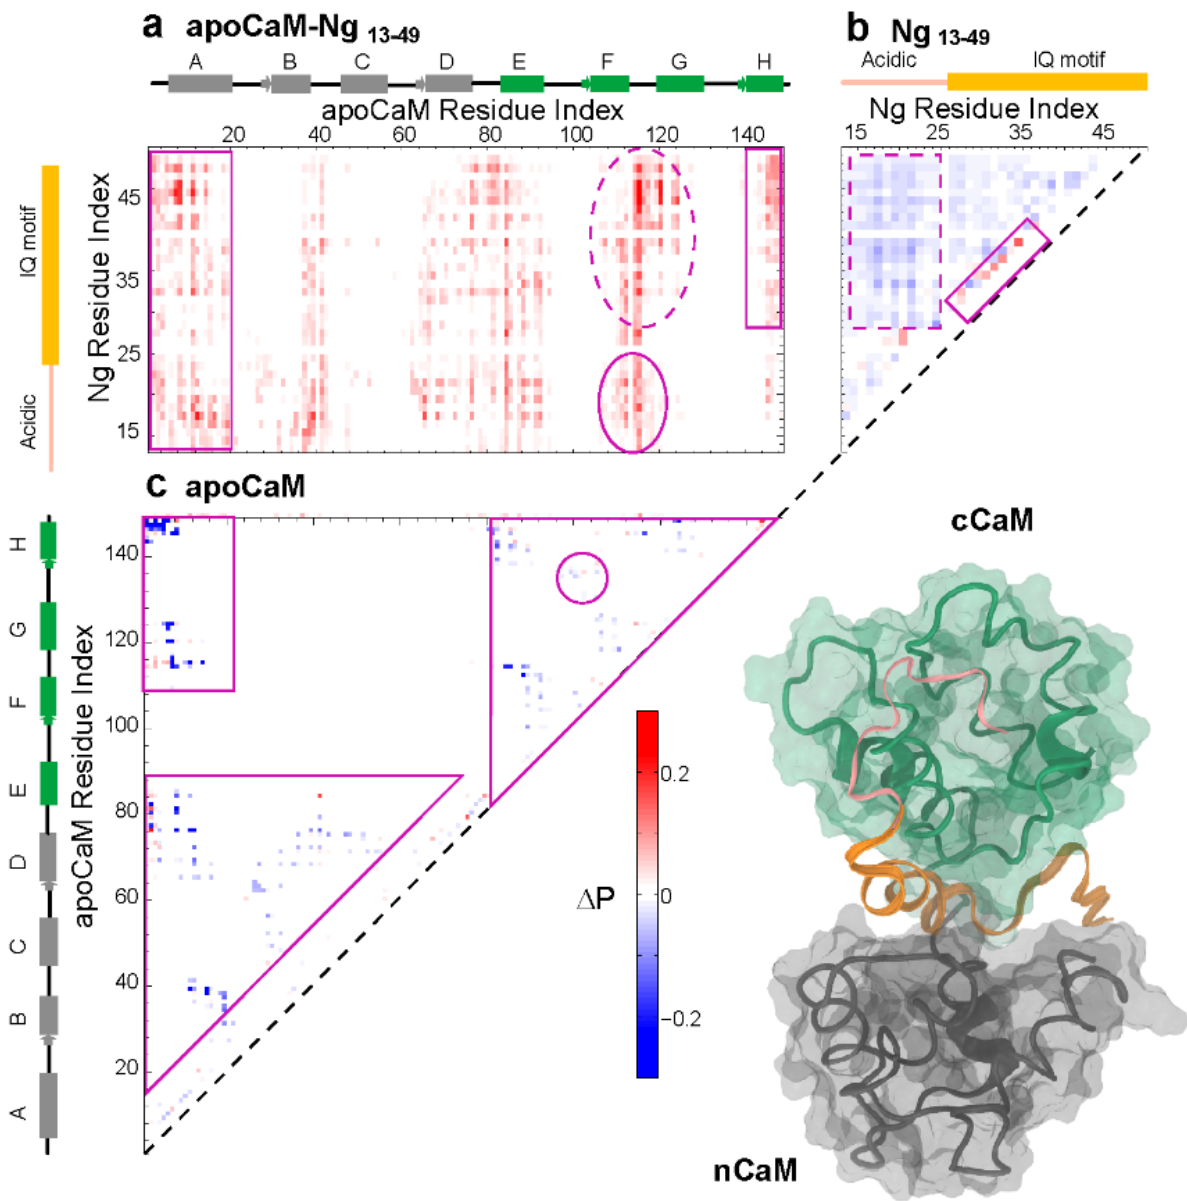 a apoCaM-Ng 13-49
A B C D E F G H
apoCaM Residue Index
20 40 60 80 100 120 140
45
35
25
15
Ng Residue Index
IQ motif
Acidic
b Ng 13-49
Acidic IQ motif
Ng Residue Index
15 25 35 45
c apoCaM
140
120
100
80
60
40
20
apoCaM Residue Index
H
G
F
E
D
C
B
A
ΔP
0.2
0
-0.2
cCaM
nCaM